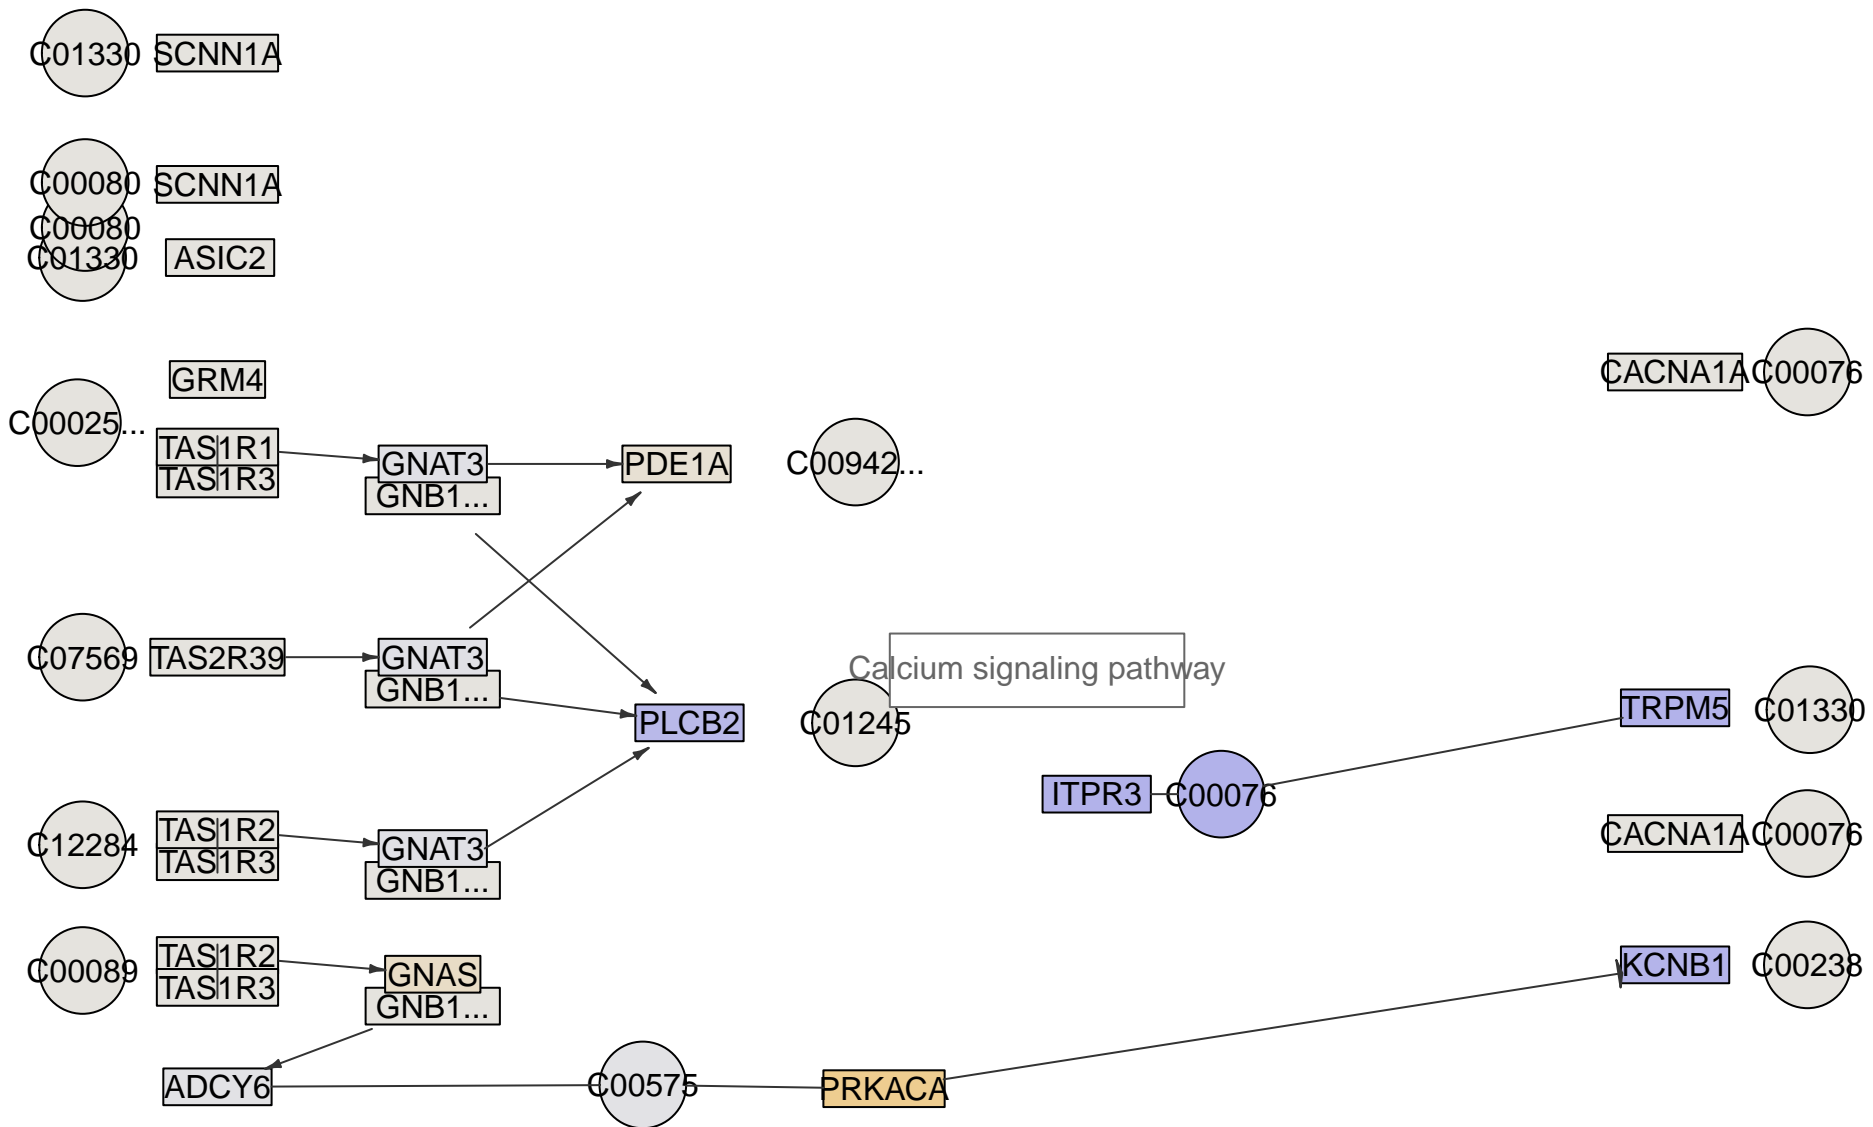 C01330 SCNN1A
C00080 SCNN1A
C00080
C01330 ASIC2
GRM4
CACNA1A C00076
C00025...
TAS1R1
GNAT3 PDE1A C00942...
TAS1R3
GNB1...
C07569 TAS2R39 GNAT3
Calcium signaling pathway
GNB1...
TRPM5 C01330
PLCB2 C01245
ITPR3 C00076
TAS1R2
CACNA1A C00076
C12284 GNAT3
TAS1R3
GNB1...
TAS1R2
KCNB1 C00238
C00089 GNAS
TAS1R3
GNB1...
ADCY6 C00575 PRKACA